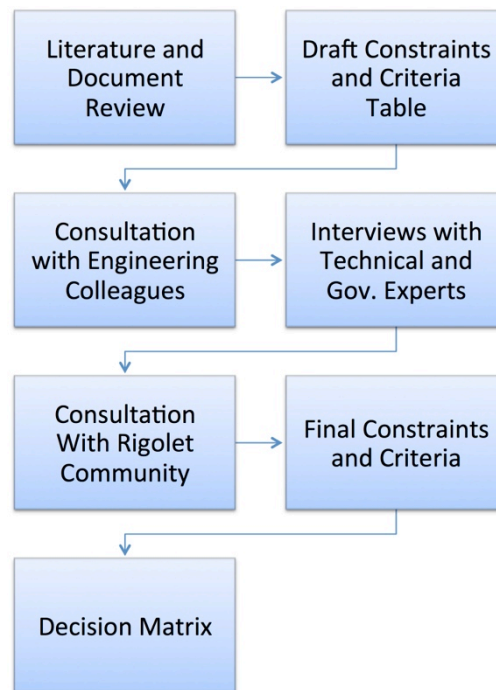 Literature and
Document
Review
Draft Constraints
and Criteria
Table
Consultation
with Engineering
Colleagues
Interviews with
Technical and
Gov. Experts
Consultation
With Rigolet
Community
Final Constraints
and Criteria
Decision Matrix